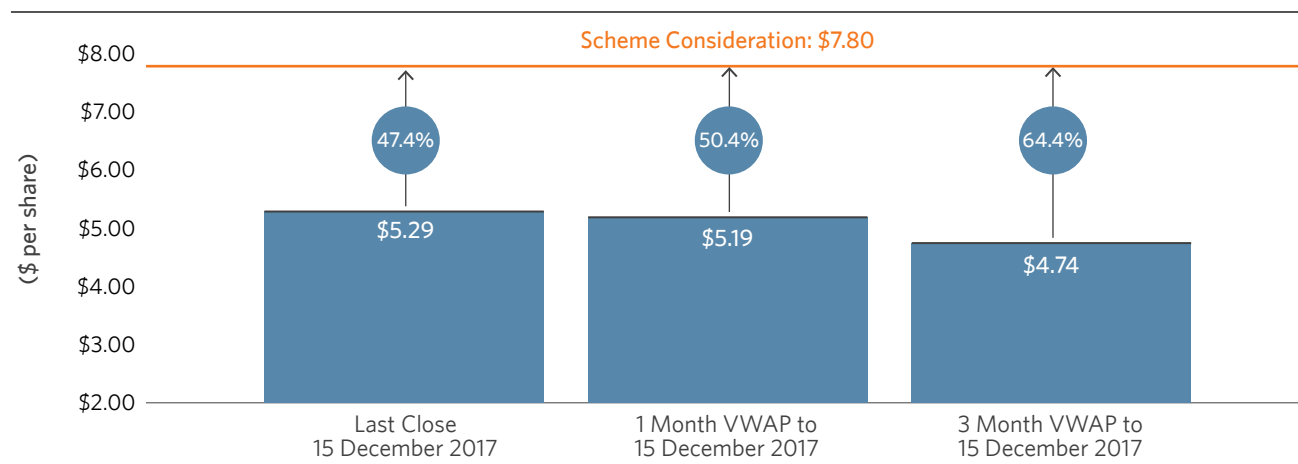 Scheme Consideration: $7.80
($ per share)
$8.00
$7.00
$6.00
$5.00
$4.00
$3.00
$2.00
47.4%
50.4%
64.4%
$5.29
$5.19
$4.74
Last Close
15 December 2017
1 Month VWAP to
15 December 2017
3 Month VWAP to
15 December 2017